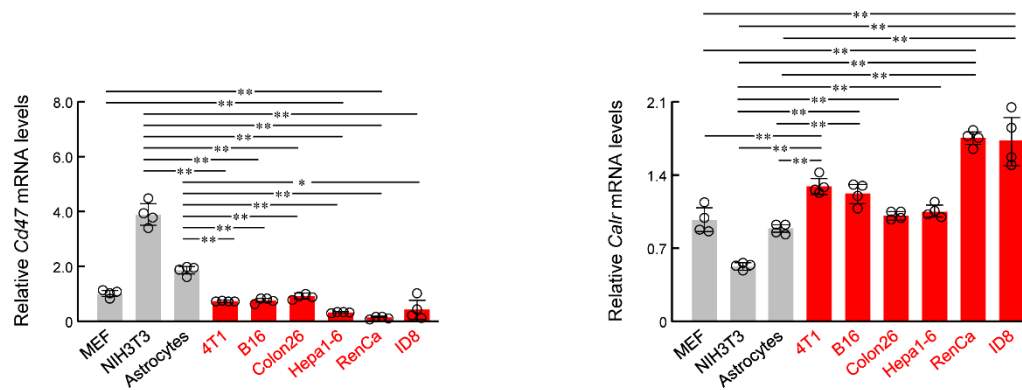 Relative Cd47 mRNA levels
8.0
6.0
4.0
2.0
0
**
**
**
**
**
**
**
**
*
**
**
**
**
MEF
NIH3T3
Astrocytes
4T1
B16
Colon26
Hepa1-6
RenCa
ID8
Relative Calr mRNA levels
2.1
1.4
0.7
0
**
**
**
**
**
**
**
**
**
**
**
**
**
**
MEF
NIH3T3
Astrocytes
4T1
B16
Colon26
Hepa1-6
RenCa
ID8